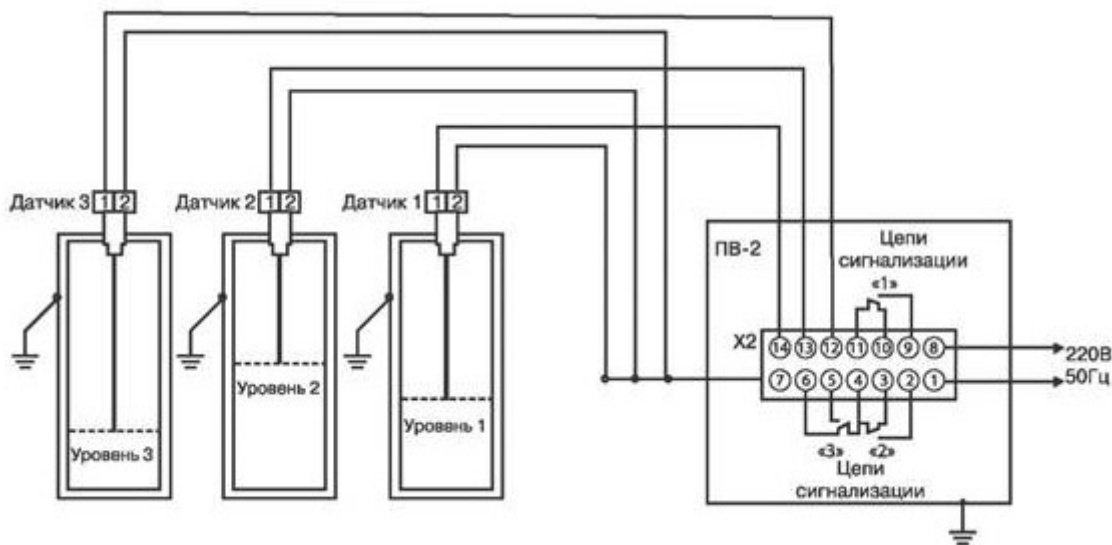 Датчик 3 1 2
Датчик 2 1 2
Датчик 1 1 2
Уровень 3
Уровень 2
Уровень 1
ПВ-2
Цепи
сигнализации
«1»
X2
14 13 12 11 10 9 8
7 6 5 4 3 2 1
220В
50Гц
«3» «2»
Цепи
сигнализации